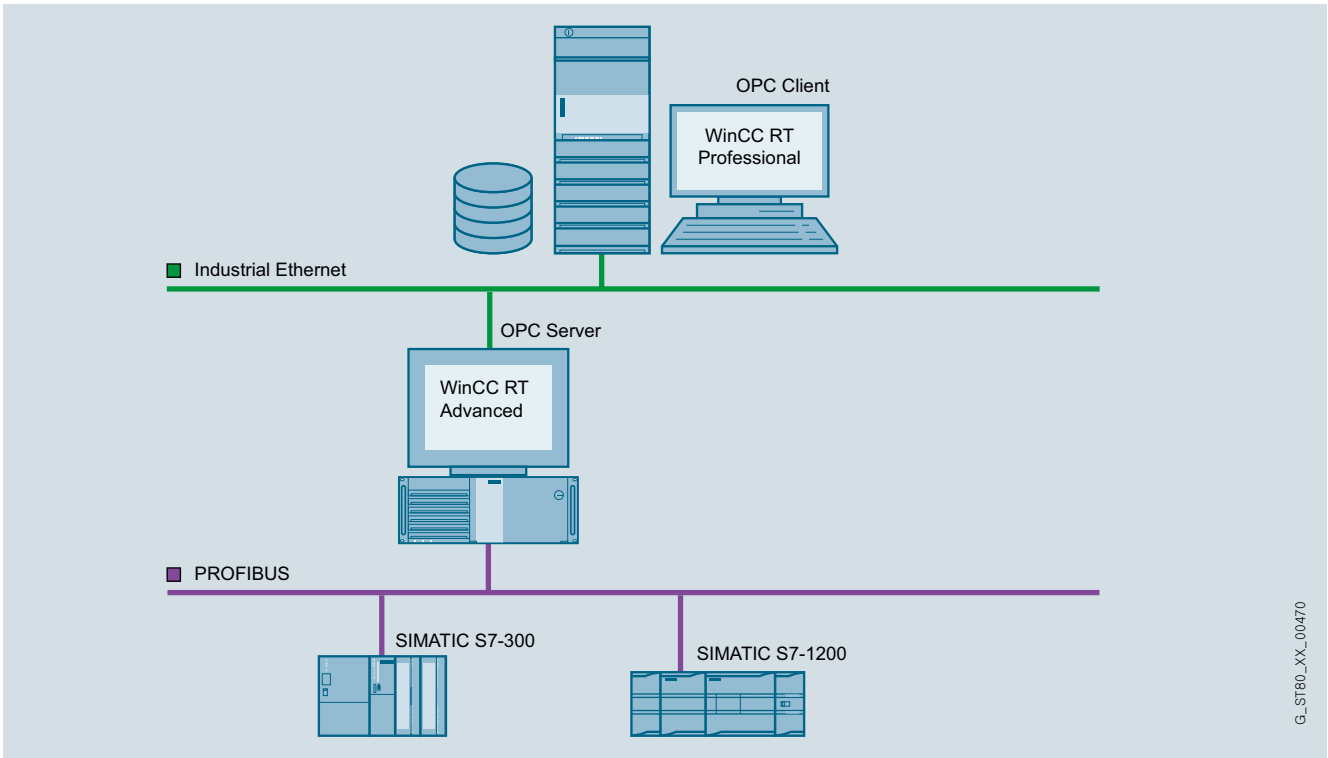 OPC Client
WinCC RT
Professional
Industrial Ethernet
OPC Server
WinCC RT
Advanced
PROFIBUS
SIMATIC S7-300
SIMATIC S7-1200
G_ST80_XX_00470